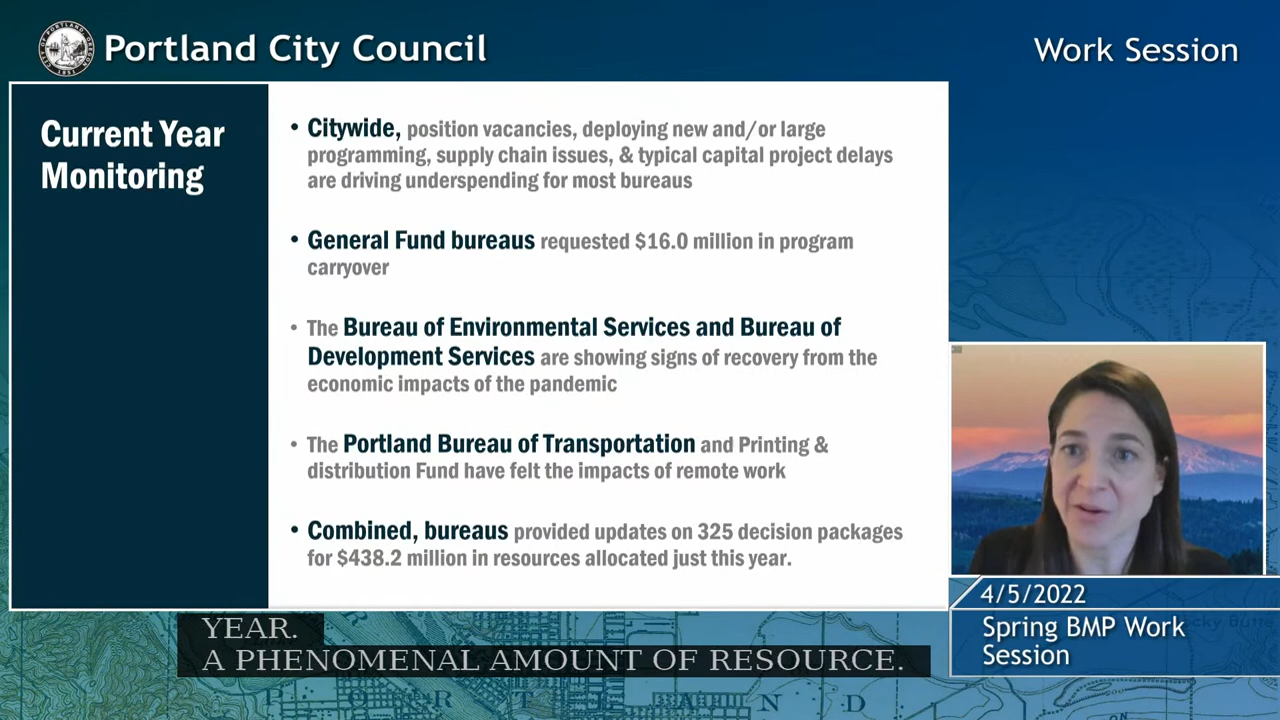 Portland City Council
Work Session
Current Year
Monitoring
• Citywide, position vacancies, deploying new and/or large
programming, supply chain issues, & typical capital project delays
are driving underspending for most bureaus
• General Fund bureaus requested $16.0 million in program
carryover
• The Bureau of Environmental Services and Bureau of
Development Services are showing signs of recovery from the
economic impacts of the pandemic
• The Portland Bureau of Transportation and Printing &
distribution Fund have felt the impacts of remote work
• Combined, bureaus provided updates on 325 decision packages
for $438.2 million in resources allocated just this year.
4/5/2022
Spring BMP Work
Session
YEAR.
A PHENOMENAL AMOUNT OF RESOURCE.